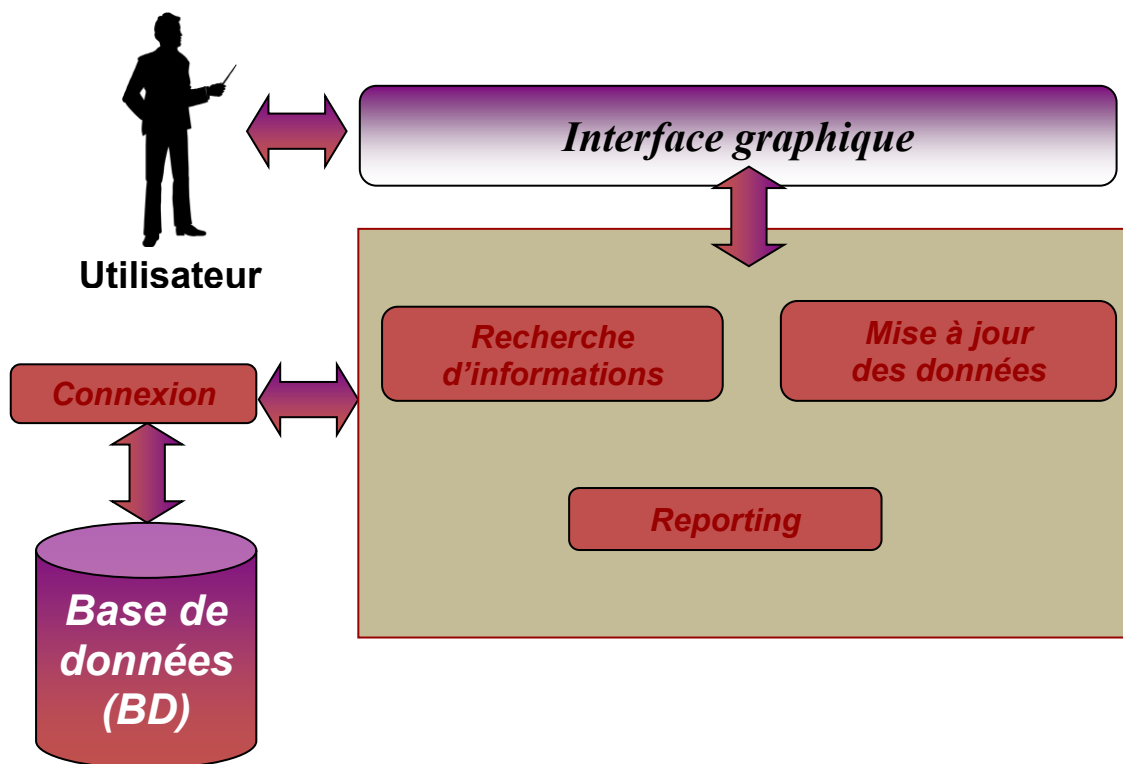 Interface graphique
Utilisateur
Recherche
d’informations
Mise à jour
des données
Connexion
Reporting
Base de
données
(BD)